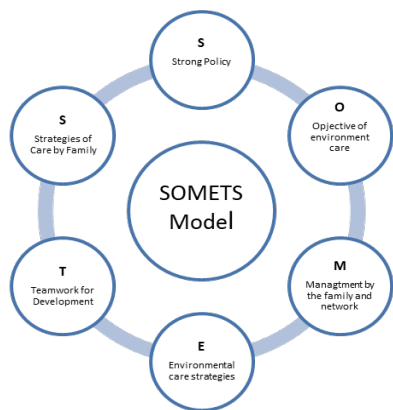 S
Strong Policy
O
Opjective of
environment
care
M
Managtment by
the family and
network
E
Environmental
care strategies
T
Teamwork for
Development
S
Strategies of
Care by Family
SOMETS
Model